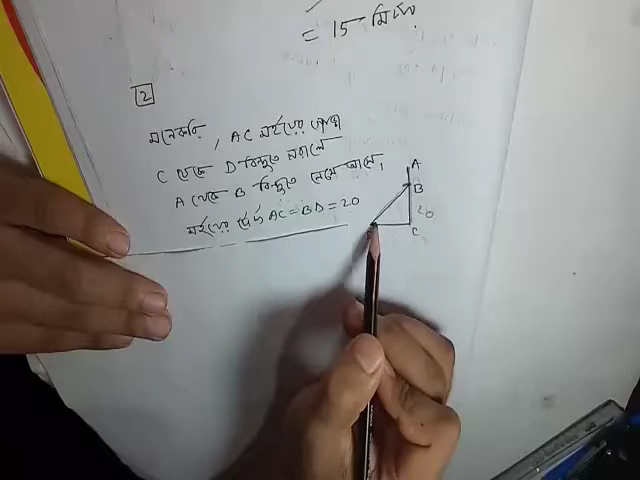 = 15 মিটার
2
মনেকরি, AC মইয়ের গোড়া
C থেকে D বিন্দুতে সরালে
A থেকে B বিন্দুতে নেমে আসে,
মইয়ের দৈর্ঘ্য AC = BD = 20
A
B
20
C